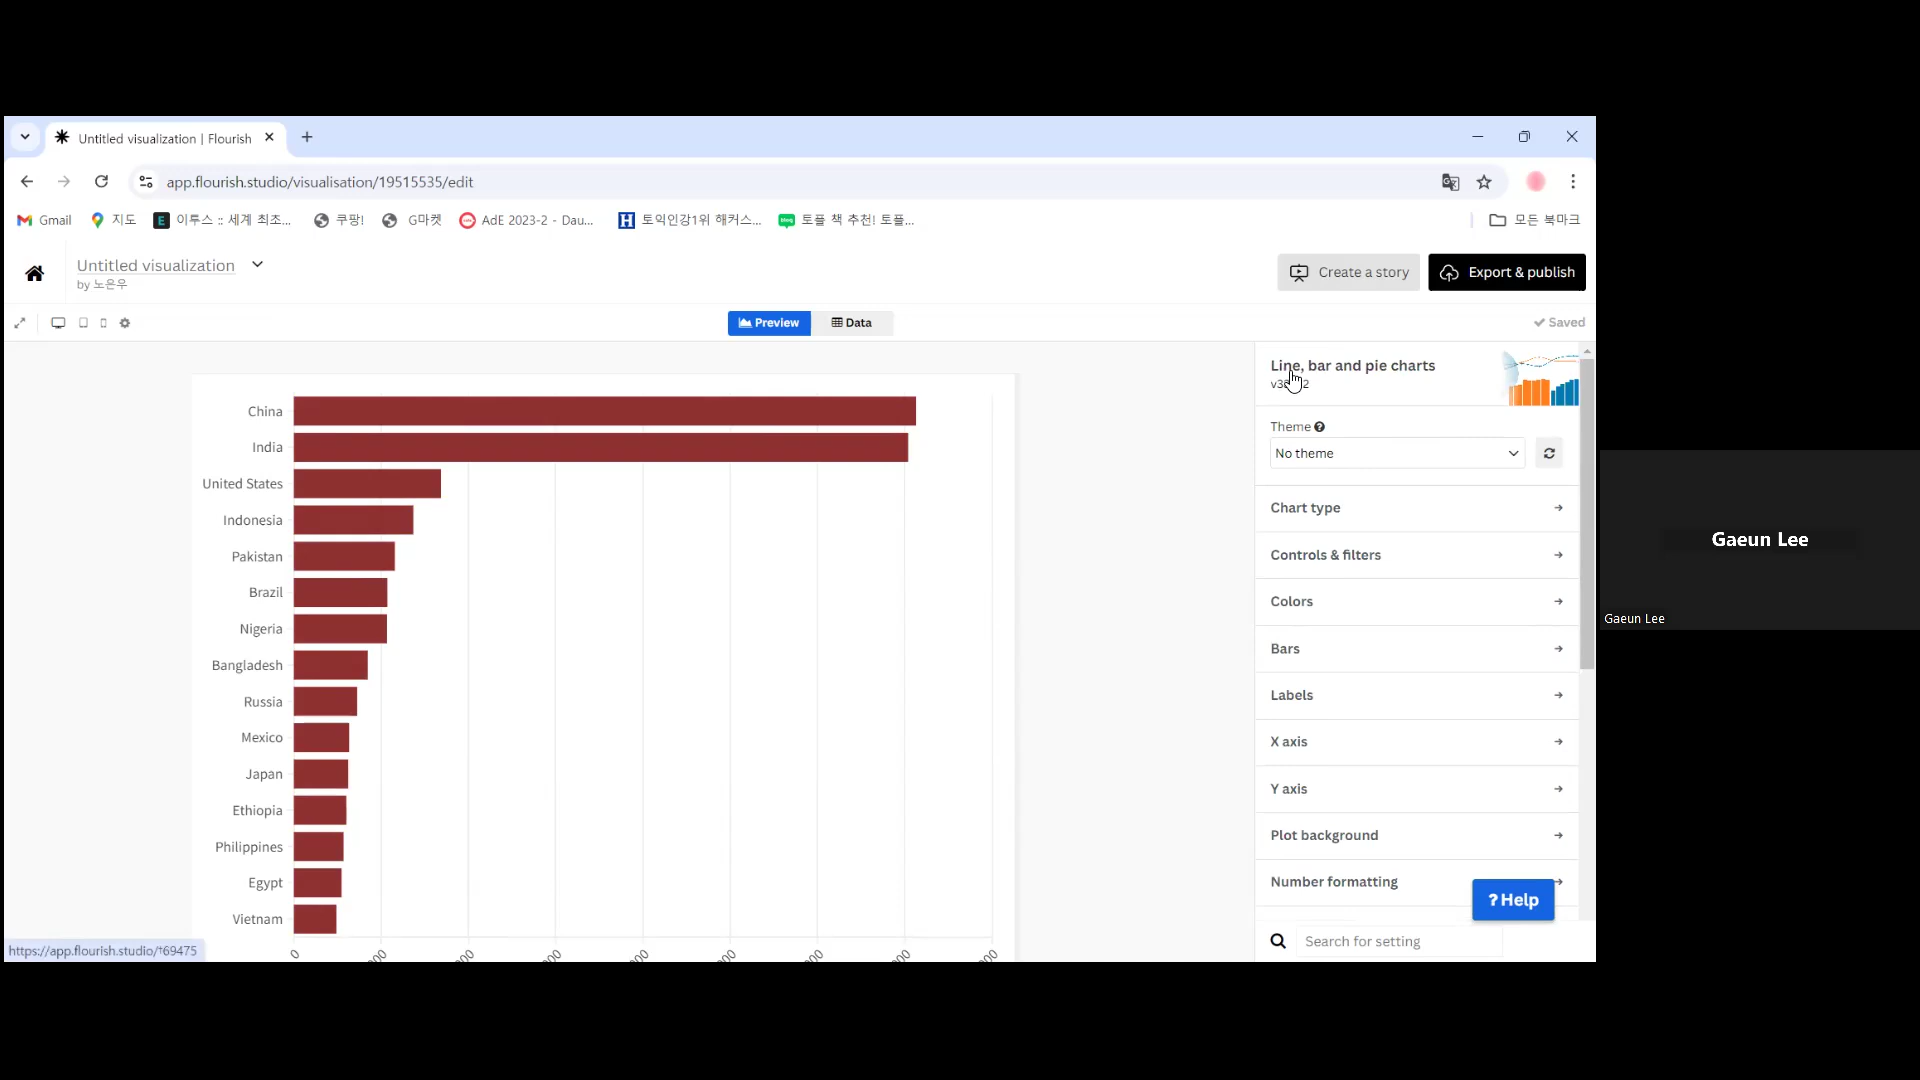 Untitled visualization | Flourish
app.flourish.studio/visualisation/19515535/edit
Gmail 지도 이투스 :: 세계 최초... 쿠팡! G마켓 AdE 2023-2 - Dau... 토익인강1위 해커스... 토플 책 추천! 토플... 모든 북마크
Untitled visualization
by 노은우
Create a story
Export & publish
Preview
Data
Saved
Line, bar and pie charts
Theme
No theme
Chart type
Controls & filters
Colors
Bars
Labels
X axis
Y axis
Plot background
Number formatting
? Help
Search for setting
China
India
United States
Indonesia
Pakistan
Brazil
Nigeria
Bangladesh
Russia
Mexico
Japan
Ethiopia
Philippines
Egypt
Vietnam
0
https://app.flourish.studio/t69475
Gaeun Lee
Gaeun Lee